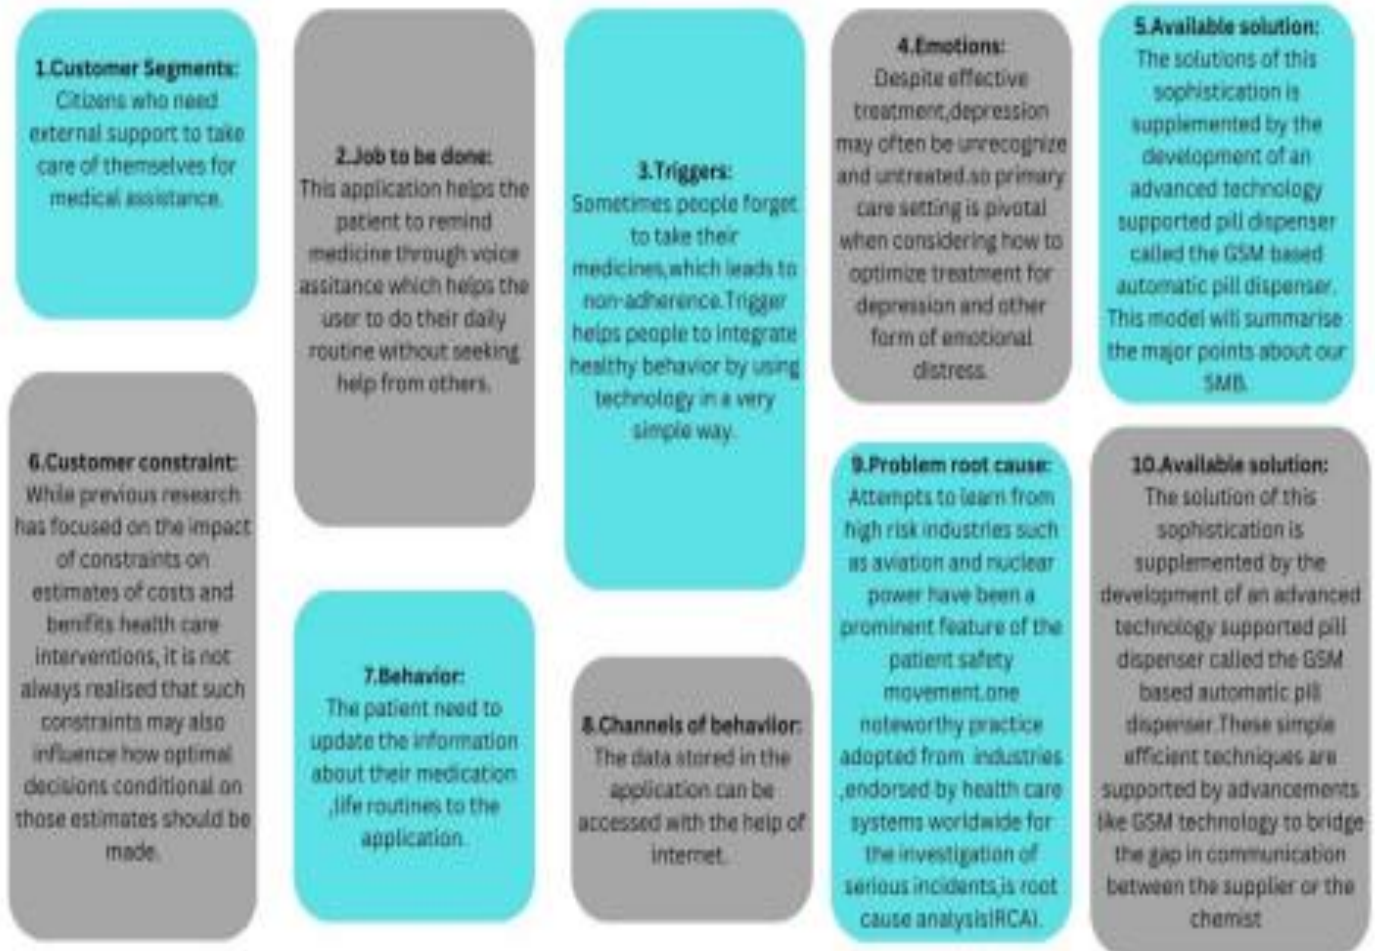 1.Customer Segments:
Citizens who need
external support to take
care of themselves for
medical assistance.
2.Job to be done:
This application helps the
patient to remind
medicine through voice
assitance which helps the
user to do their daily
routine without seeking
help from others.
3.Triggers:
Sometimes people forget
to take their
medicines,which leads to
non-adherence.Trigger
helps people to integrate
healthy behavior by using
technology in a very
simple way.
4.Emotions:
Despite effective
treatment,depression
may often be unrecognize
and untreated.so primary
care setting is pivotal
when considering how to
optimize treatment for
depression and other
form of emotional
distress.
5.Available solution:
The solutions of this
sophistication is
supplemented by the
development of an
advanced technology
supported pill dispenser
called the GSM based
automatic pill dispenser.
This model will summarise
the major points about our
SMB.
6.Customer constraint:
While previous research
has focused on the impact
of constraints on
estimates of costs and
benifits health care
interventions, it is not
always realised that such
constraints may also
influence how optimal
decisions conditional on
those estimates should be
made.
7.Behavior:
The patient need to
update the information
about their medication
,life routines to the
application.
8.Channels of behaviior:
The data stored in the
application can be
accessed with the help of
internet.
9.Problem root cause:
Attempts to learn from
high risk industries such
as aviation and nuclear
power have been a
prominent feature of the
patient safety
movement.one
noteworthy practice
adopted from industries
,endorsed by health care
systems worldwide for
the investigation of
serious incidents,is root
cause analysis(RCA).
10.Available solution:
The solution of this
sophistication is
supplemented by the
development of an advanced
technology supported pill
dispenser called the GSM
based automatic pill
dispenser.These simple
efficient techniques are
supported by advancements
like GSM technology to bridge
the gap in communication
between the supplier or the
chemist